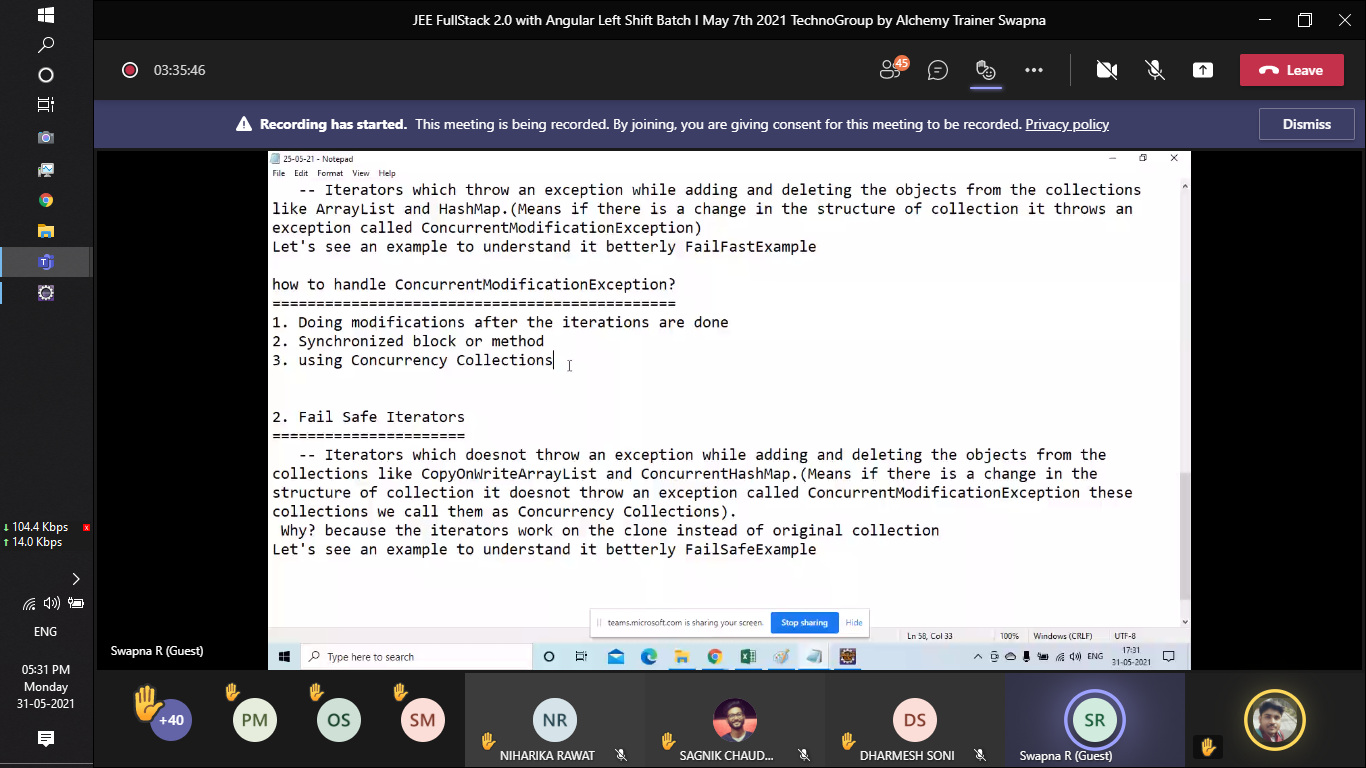 JEE FullStack 2.0 with Angular Left Shift Batch I May 7th 2021 TechnoGroup by Alchemy Trainer Swapna
03:35:46
45
Leave
Recording has started. This meeting is being recorded. By joining, you are giving consent for this meeting to be recorded. Privacy policy
Dismiss
25-05-21 - Notepad
File Edit Format View Help
-- Iterators which throw an exception while adding and deleting the objects from the collections
like ArrayList and HashMap.(Means if there is a change in the structure of collection it throws an
exception called ConcurrentModificationException)
Let's see an example to understand it betterly FailFastExample
how to handle ConcurrentModificationException?
==============================================
1. Doing modifications after the iterations are done
2. Synchronized block or method
3. using Concurrency Collections
2. Fail Safe Iterators
======================
-- Iterators which doesnot throw an exception while adding and deleting the objects from the
collections like CopyOnWriteArrayList and ConcurrentHashMap.(Means if there is a change in the
structure of collection it doesnot throw an exception called ConcurrentModificationException these
collections we call them as Concurrency Collections).
Why? because the iterators work on the clone instead of original collection
Let's see an example to understand it betterly FailSafeExample
teams.microsoft.com is sharing your screen. Stop sharing Hide
Ln 58, Col 33 100% Windows (CRLF) UTF-8
Type here to search
ENG
17:31
31-05-2021
Swapna R (Guest)
↓ 104.4 Kbps x
↑ 14.0 Kbps
ENG
05:31 PM
Monday
31-05-2021
+40
PM
OS
SM
NR
NIHARIKA RAWAT
SAGNIK CHAUD...
DS
DHARMESH SONI
SR
Swapna R (Guest)